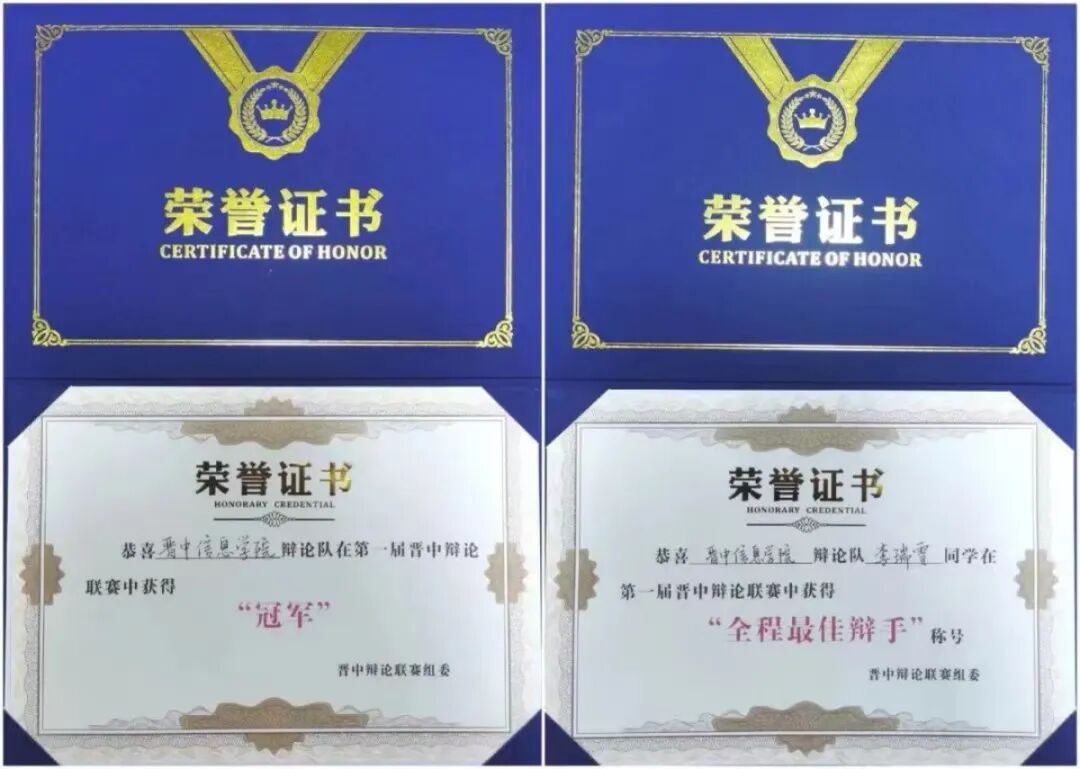 荣誉证书
CERTIFICATE OF HONOR
荣誉证书
HONORARY CREDENTIAL
恭喜晋中信息学院辩论队在第一届晋中辩论
联赛中获得
“冠军”
晋中辩论联赛组委
荣誉证书
CERTIFICATE OF HONOR
荣誉证书
HONORARY CREDENTIAL
恭喜 晋中信息学院 辩论队 李瑞雪 同学在
第一届晋中辩论联赛中获得
“全程最佳辩手”称号
晋中辩论联赛组委